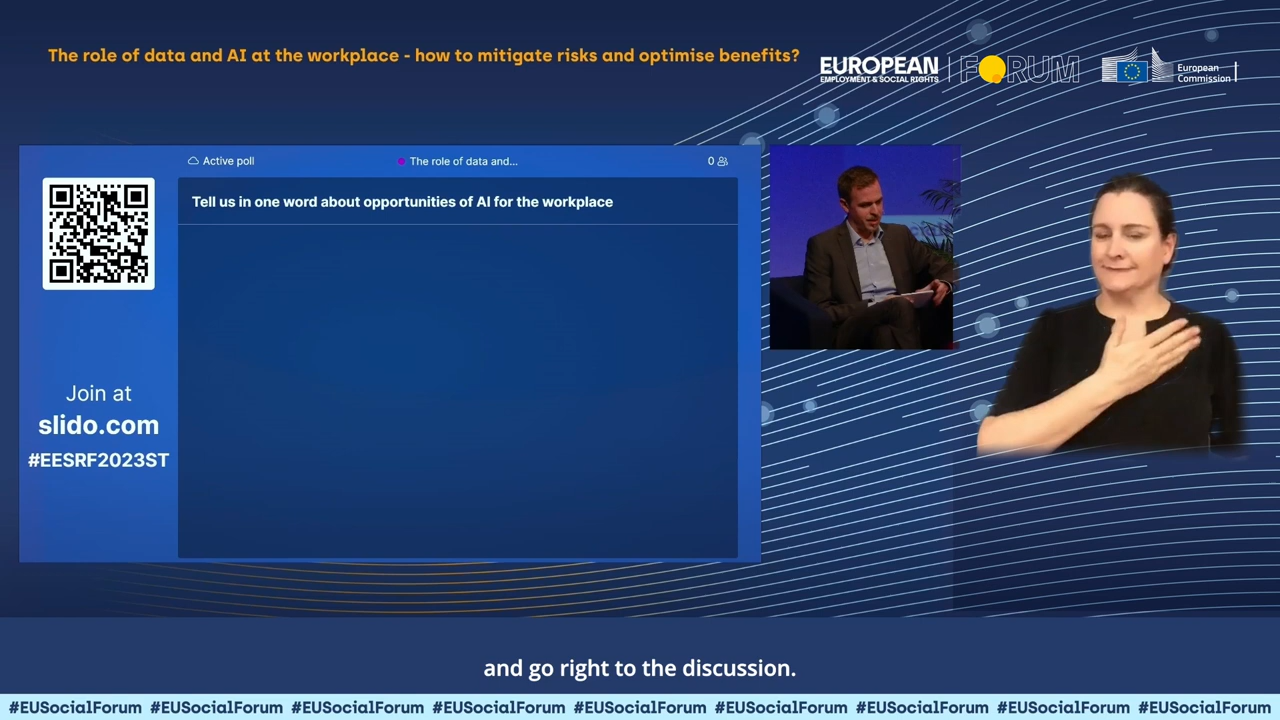 The role of data and AI at the workplace - how to mitigate risks and optimise benefits?
EUROPEAN
EMPLOYMENT & SOCIAL RIGHTS
FORUM
European
Commission
Active poll
The role of data and...
0
Tell us in one word about opportunities of AI for the workplace
Join at
slido.com
#EESRF2023ST
and go right to the discussion.
#EUSocialForum #EUSocialForum #EUSocialForum #EUSocialForum #EUSocialForum #EUSocialForum #EUSocialForum #EUSocialForum #EUSocialForum